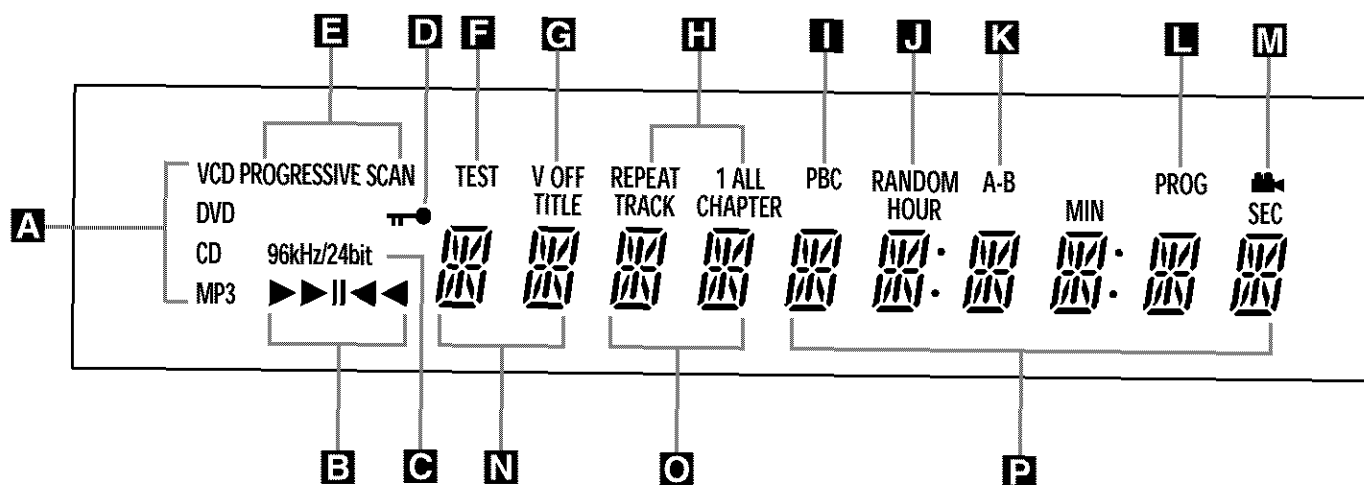 E D F G H I J K L M
VCD PROGRESSIVE SCAN TEST V OFF REPEAT 1 ALL PBC RANDOM A-B PROG
TITLE TRACK CHAPTER HOUR MIN SEC
A DVD
CD 96kHz/24bit
MP3
B C N O P